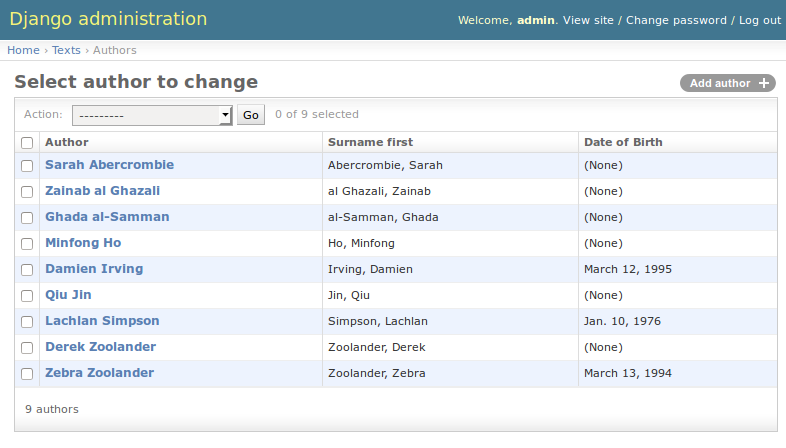 Django administration
Welcome, admin. View site / Change password / Log out
Home › Texts › Authors
Select author to change
Add author +
Action: --------- Go 0 of 9 selected
Author Surname first Date of Birth
Sarah Abercrombie Abercrombie, Sarah (None)
Zainab al Ghazali al Ghazali, Zainab (None)
Ghada al-Samman al-Samman, Ghada (None)
Minfong Ho Ho, Minfong (None)
Damien Irving Irving, Damien March 12, 1995
Qiu Jin Jin, Qiu (None)
Lachlan Simpson Simpson, Lachlan Jan. 10, 1976
Derek Zoolander Zoolander, Derek (None)
Zebra Zoolander Zoolander, Zebra March 13, 1994
9 authors